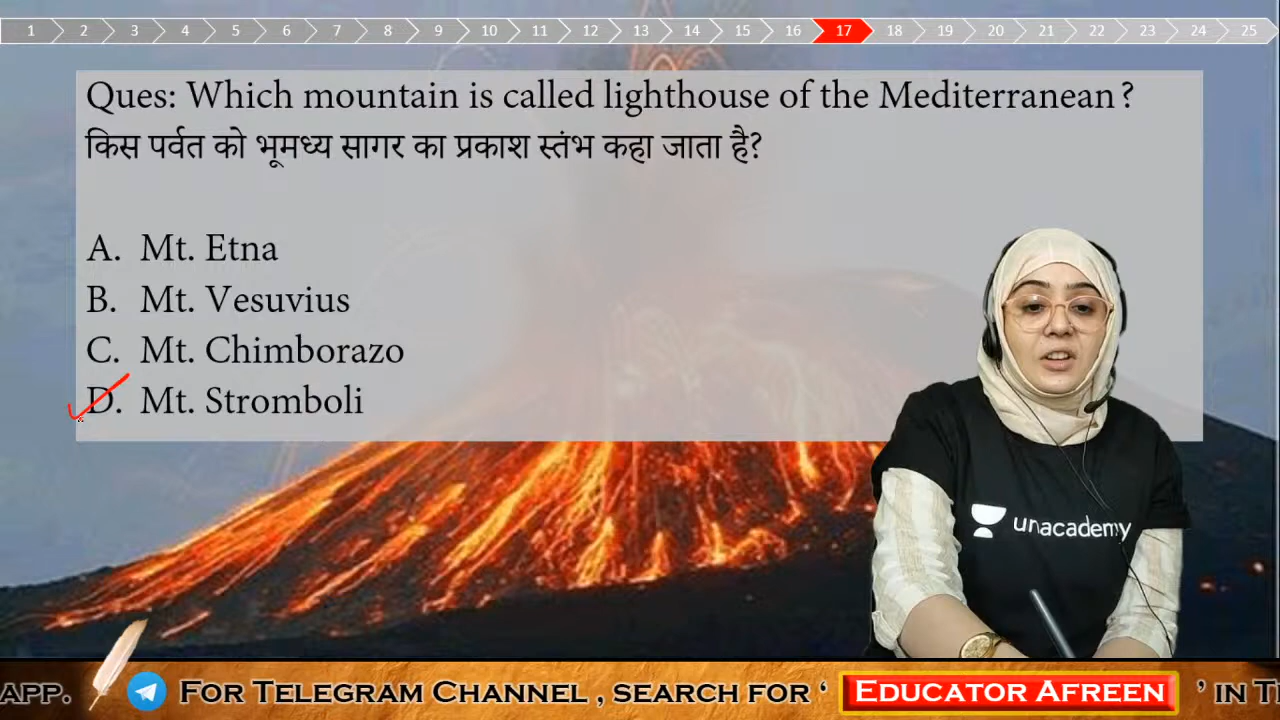 1 2 3 4 5 6 7 8 9 10 11 12 13 14 15 16 17 18 19 20 21 22 23 24 25
Ques: Which mountain is called lighthouse of the Mediterranean?
किस पर्वत को भूमध्य सागर का प्रकाश स्तंभ कहा जाता है?
A. Mt. Etna
B. Mt. Vesuvius
C. Mt. Chimborazo
D. Mt. Stromboli
unacademy
APP. FOR TELEGRAM CHANNEL , SEARCH FOR ‘ EDUCATOR AFREEN ’ IN T